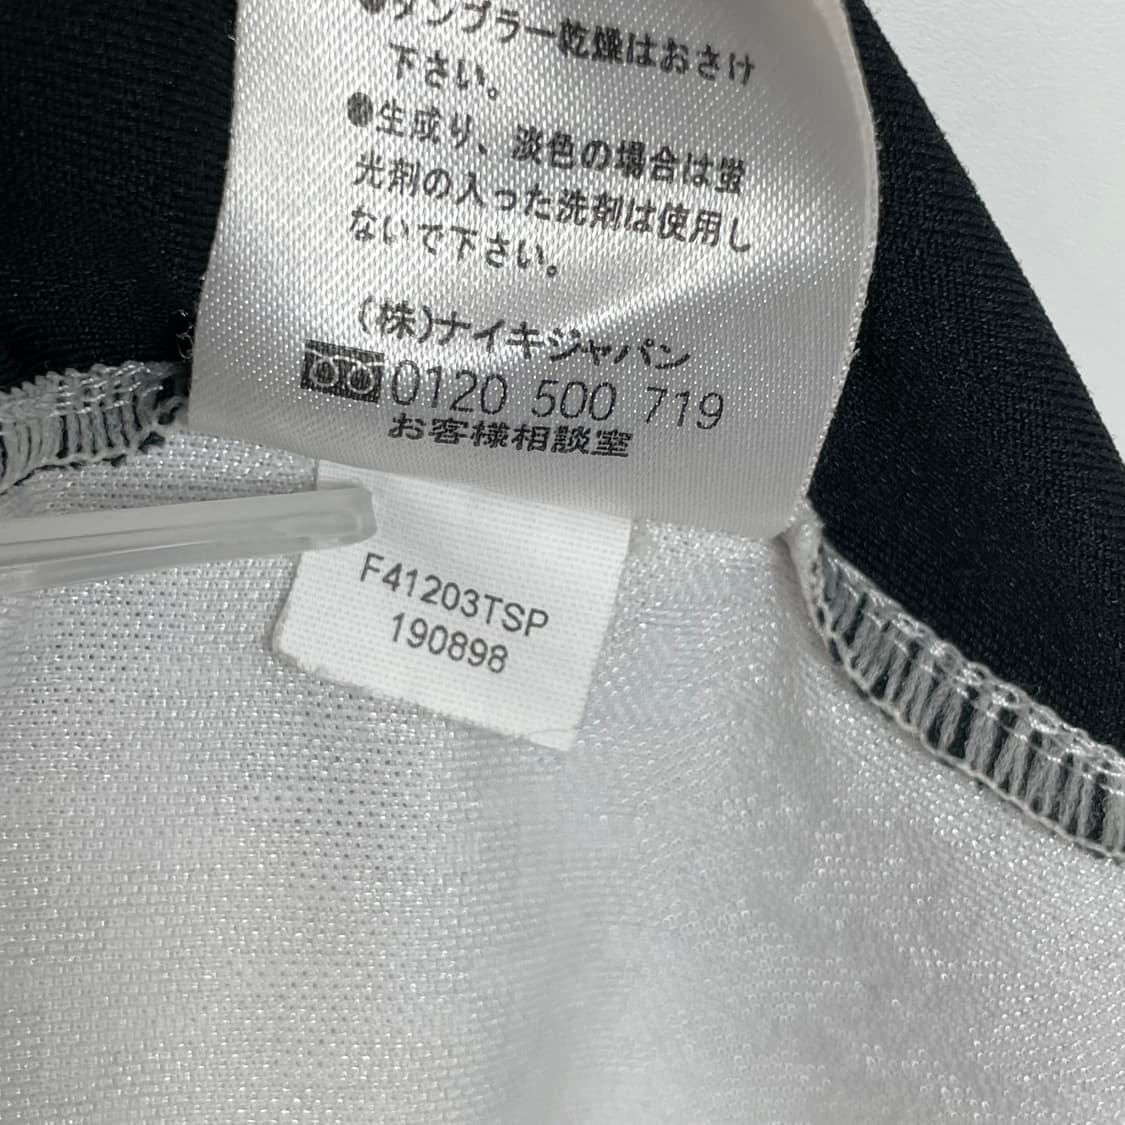 ●タンブラー乾燥はおさけ
下さい。
●生成り、淡色の場合は蛍
光剤の入った洗剤は使用し
ないで下さい。
(株)ナイキジャパン
0120 500 719
お客様相談室
F41203TSP
190898